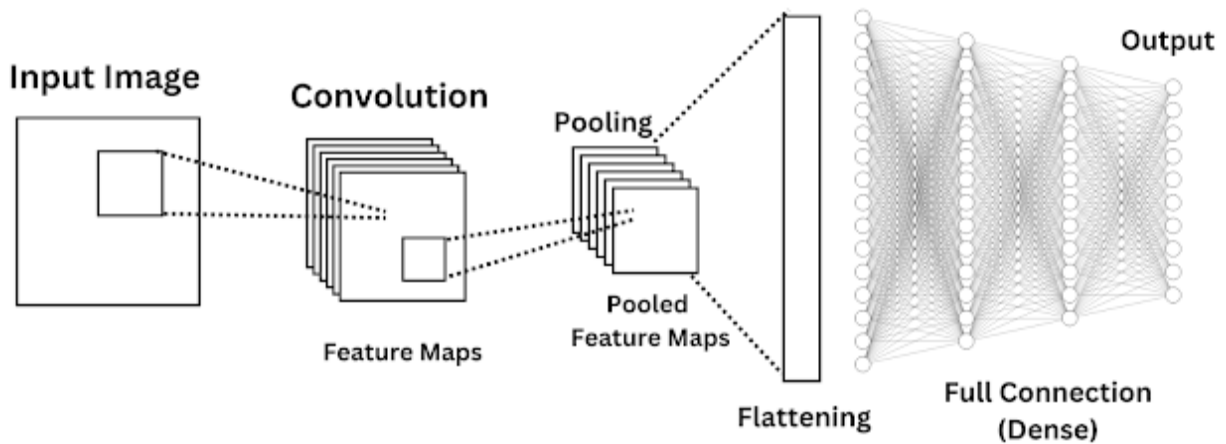 Input Image
Convolution
Feature Maps
Pooling
Pooled
Feature Maps
Flattening
Output
Full Connection
(Dense)